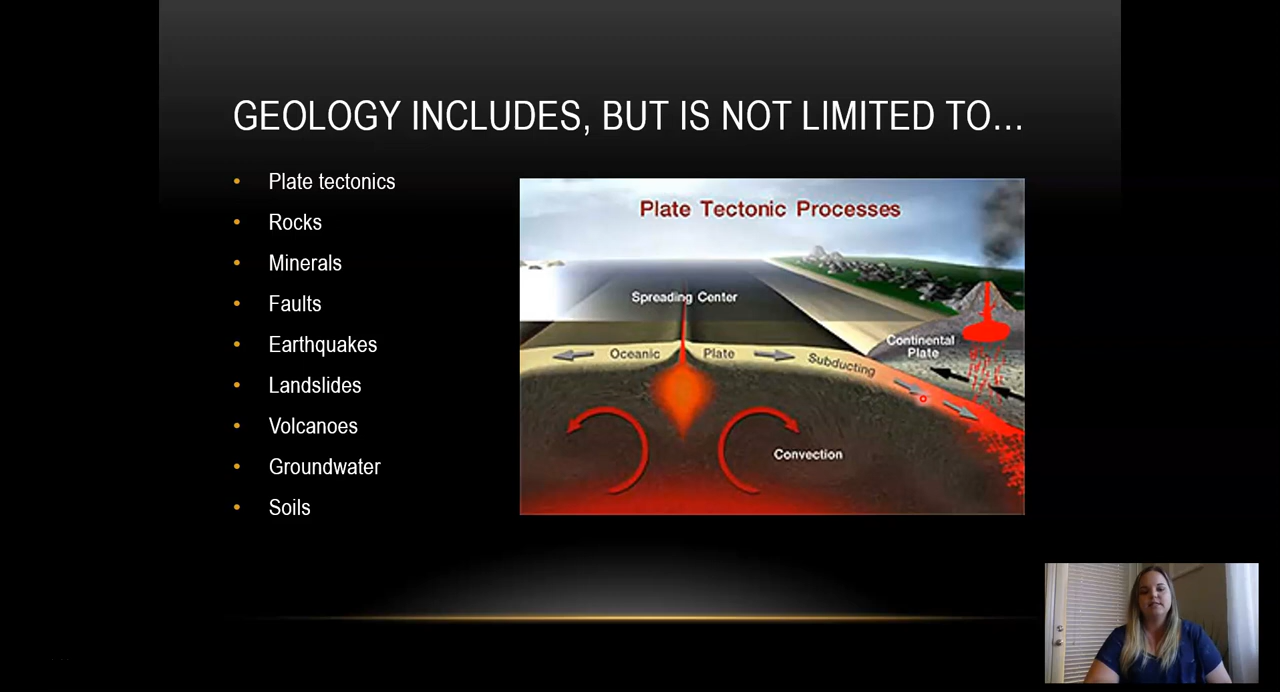 GEOLOGY INCLUDES, BUT IS NOT LIMITED TO...
• Plate tectonics
• Rocks
• Minerals
• Faults
• Earthquakes
• Landslides
• Volcanoes
• Groundwater
• Soils
Plate Tectonic Processes
Spreading Center
Oceanic Plate
Subducting
Continental
Plate
Convection